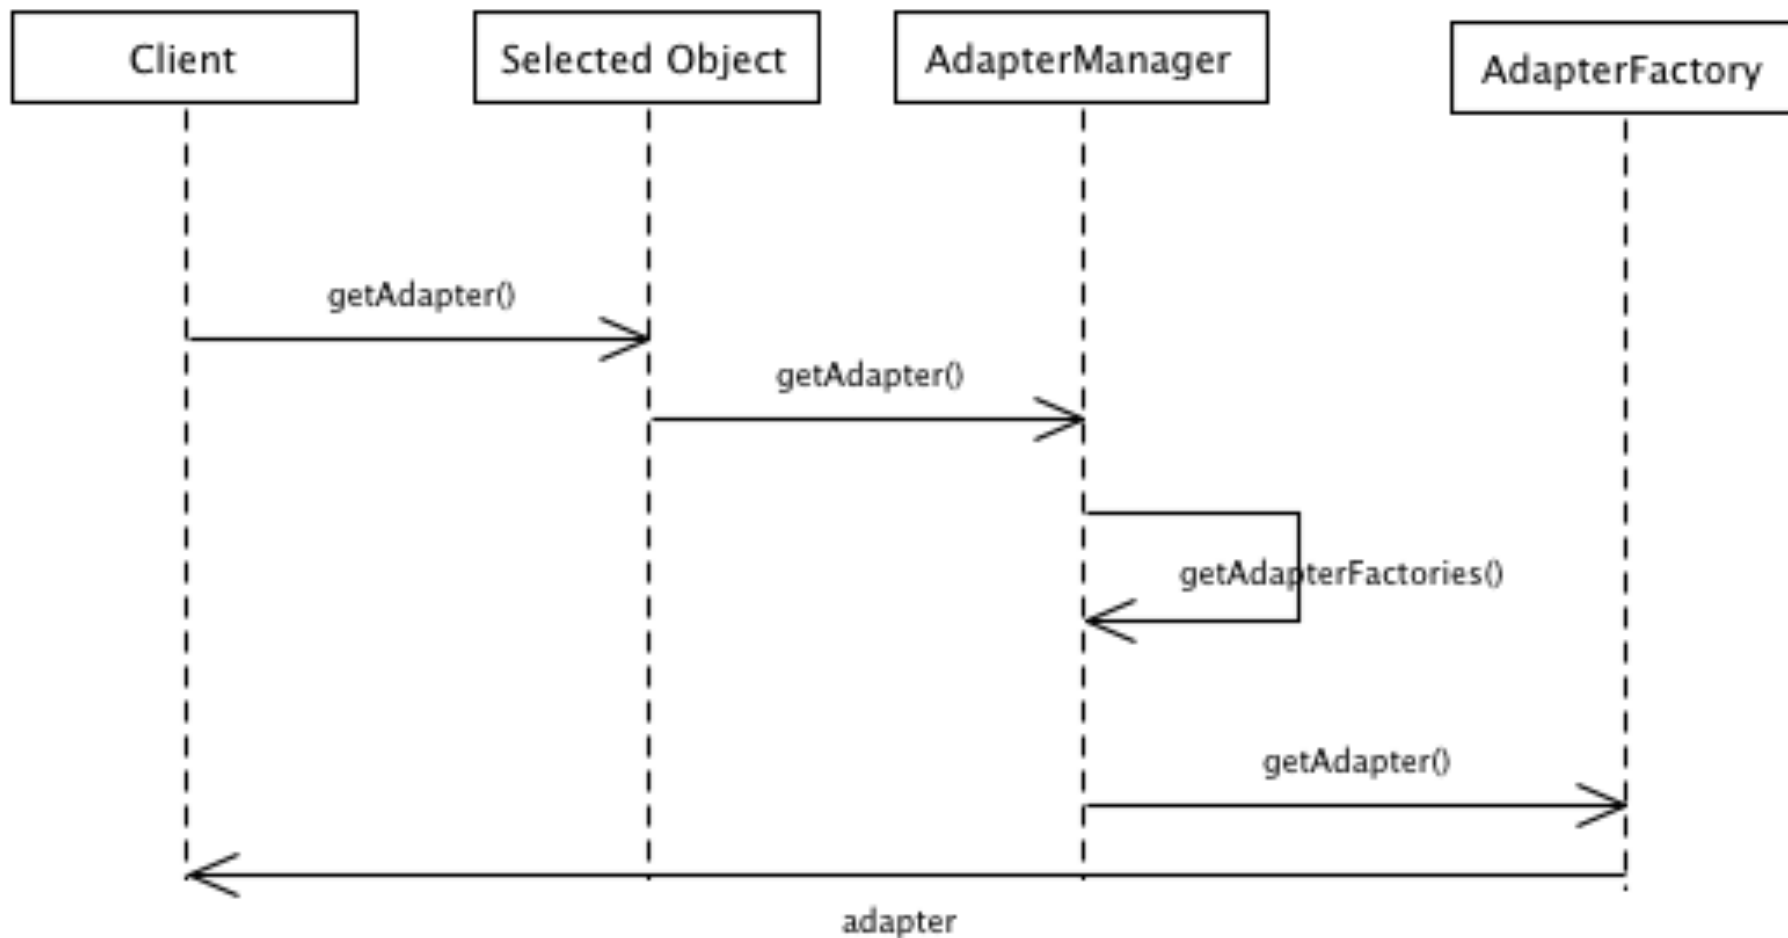 Client
Selected Object
AdapterManager
AdapterFactory
getAdapter()
getAdapter()
getAdapterFactories()
getAdapter()
adapter